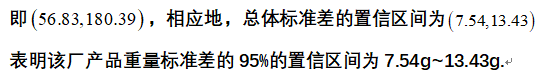 即(56.83,180.39)，相应地，总体标准差的置信区间为(7.54,13.43)
表明该厂产品重量标准差的95%的置信区间为7.54g~13.43g.↵